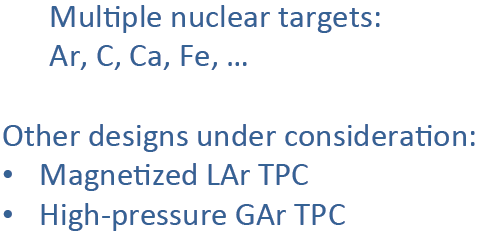 Multiple nuclear targets:
Ar, C, Ca, Fe, ...
Other designs under consideration:
• Magnetized LAr TPC
• High-pressure GAr TPC